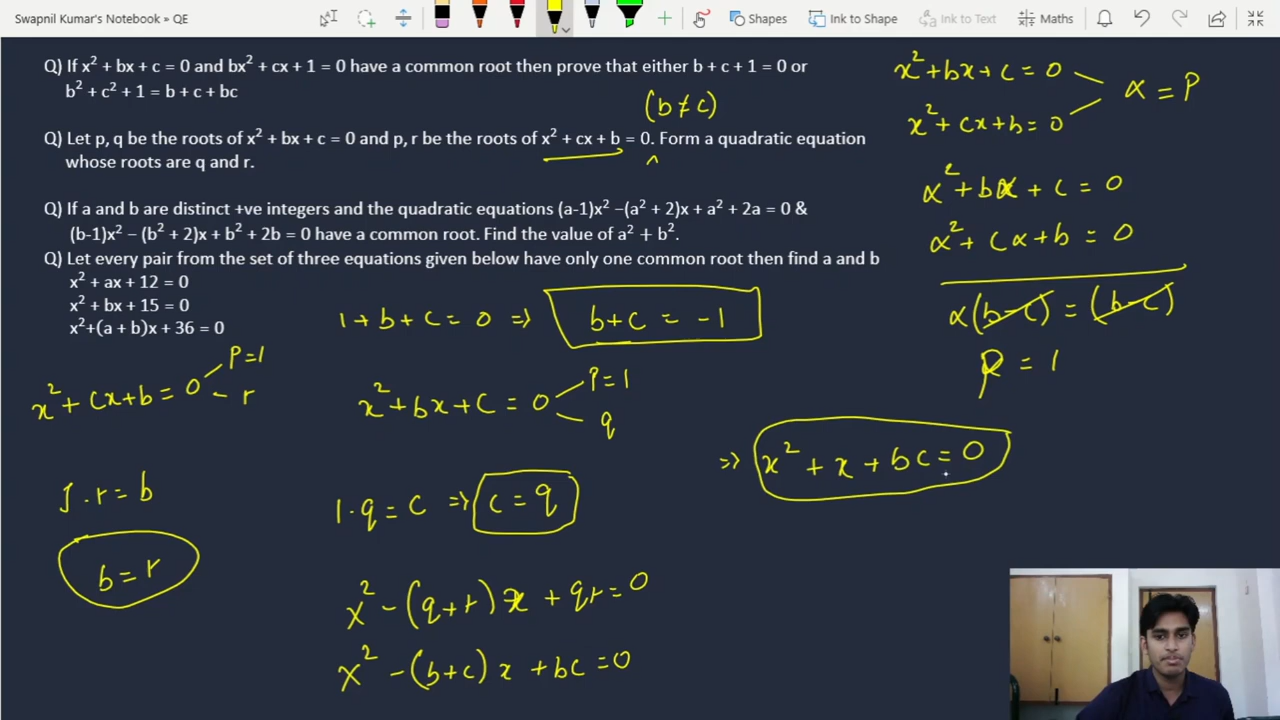 Swapnil Kumar's Notebook » QE
Shapes
Ink to Shape
Ink to Text
Maths
Q) If x² + bx + c = 0 and bx² + cx + 1 = 0 have a common root then prove that either b + c + 1 = 0 or
b² + c² + 1 = b + c + bc
(b ≠ c)
Q) Let p, q be the roots of x² + bx + c = 0 and p, r be the roots of x² + cx + b = 0. Form a quadratic equation
whose roots are q and r.
Q) If a and b are distinct +ve integers and the quadratic equations (a-1)x² –(a² + 2)x + a² + 2a = 0 &
(b-1)x² – (b² + 2)x + b² + 2b = 0 have a common root. Find the value of a² + b².
Q) Let every pair from the set of three equations given below have only one common root then find a and b
x² + ax + 12 = 0
x² + bx + 15 = 0
x²+(a + b)x + 36 = 0
x²+bx+c=0
α = P
x²+cx+b=0
α²+bα+c=0
α²+cα+b=0
α(b-c)=(b-c)
P = 1
1+b+c=0 ⇒ b+c = -1
x²+cx+b=0
P=1
r
x²+bx+c=0
P=1
q
⇒ x²+x+bc=0
1·r=b
b=r
1·q=c ⇒ c=q
x²-(q+r)x+qr=0
x²-(b+c)x+bc=0